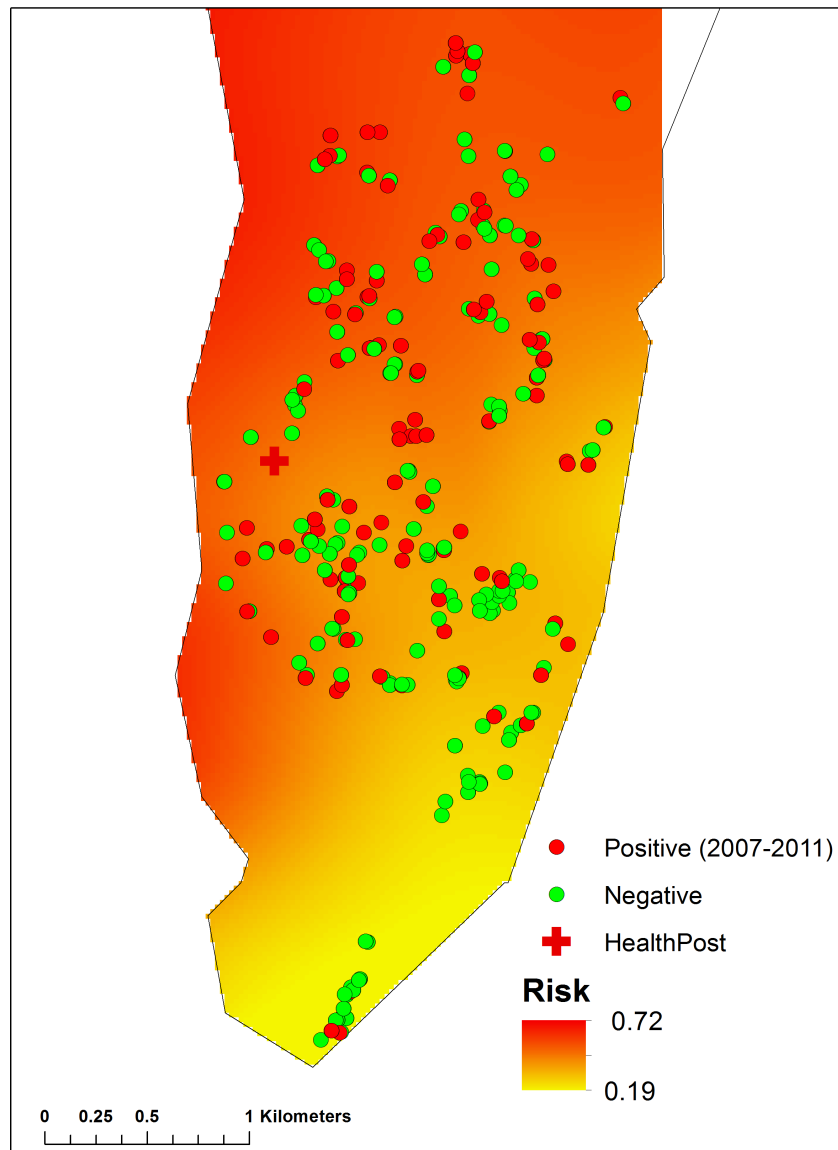 Positive (2007-2011)
Negative
HealthPost
Risk
0.72
0.19
0 0.25 0.5 1 Kilometers